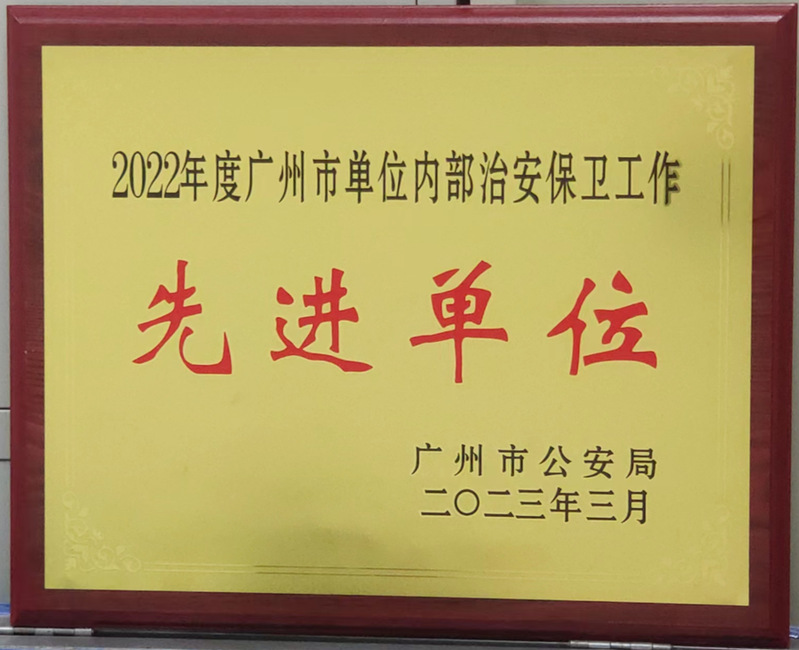 2022年度广州市单位内部治安保卫工作
先进单位
广州市公安局
二〇二三年三月